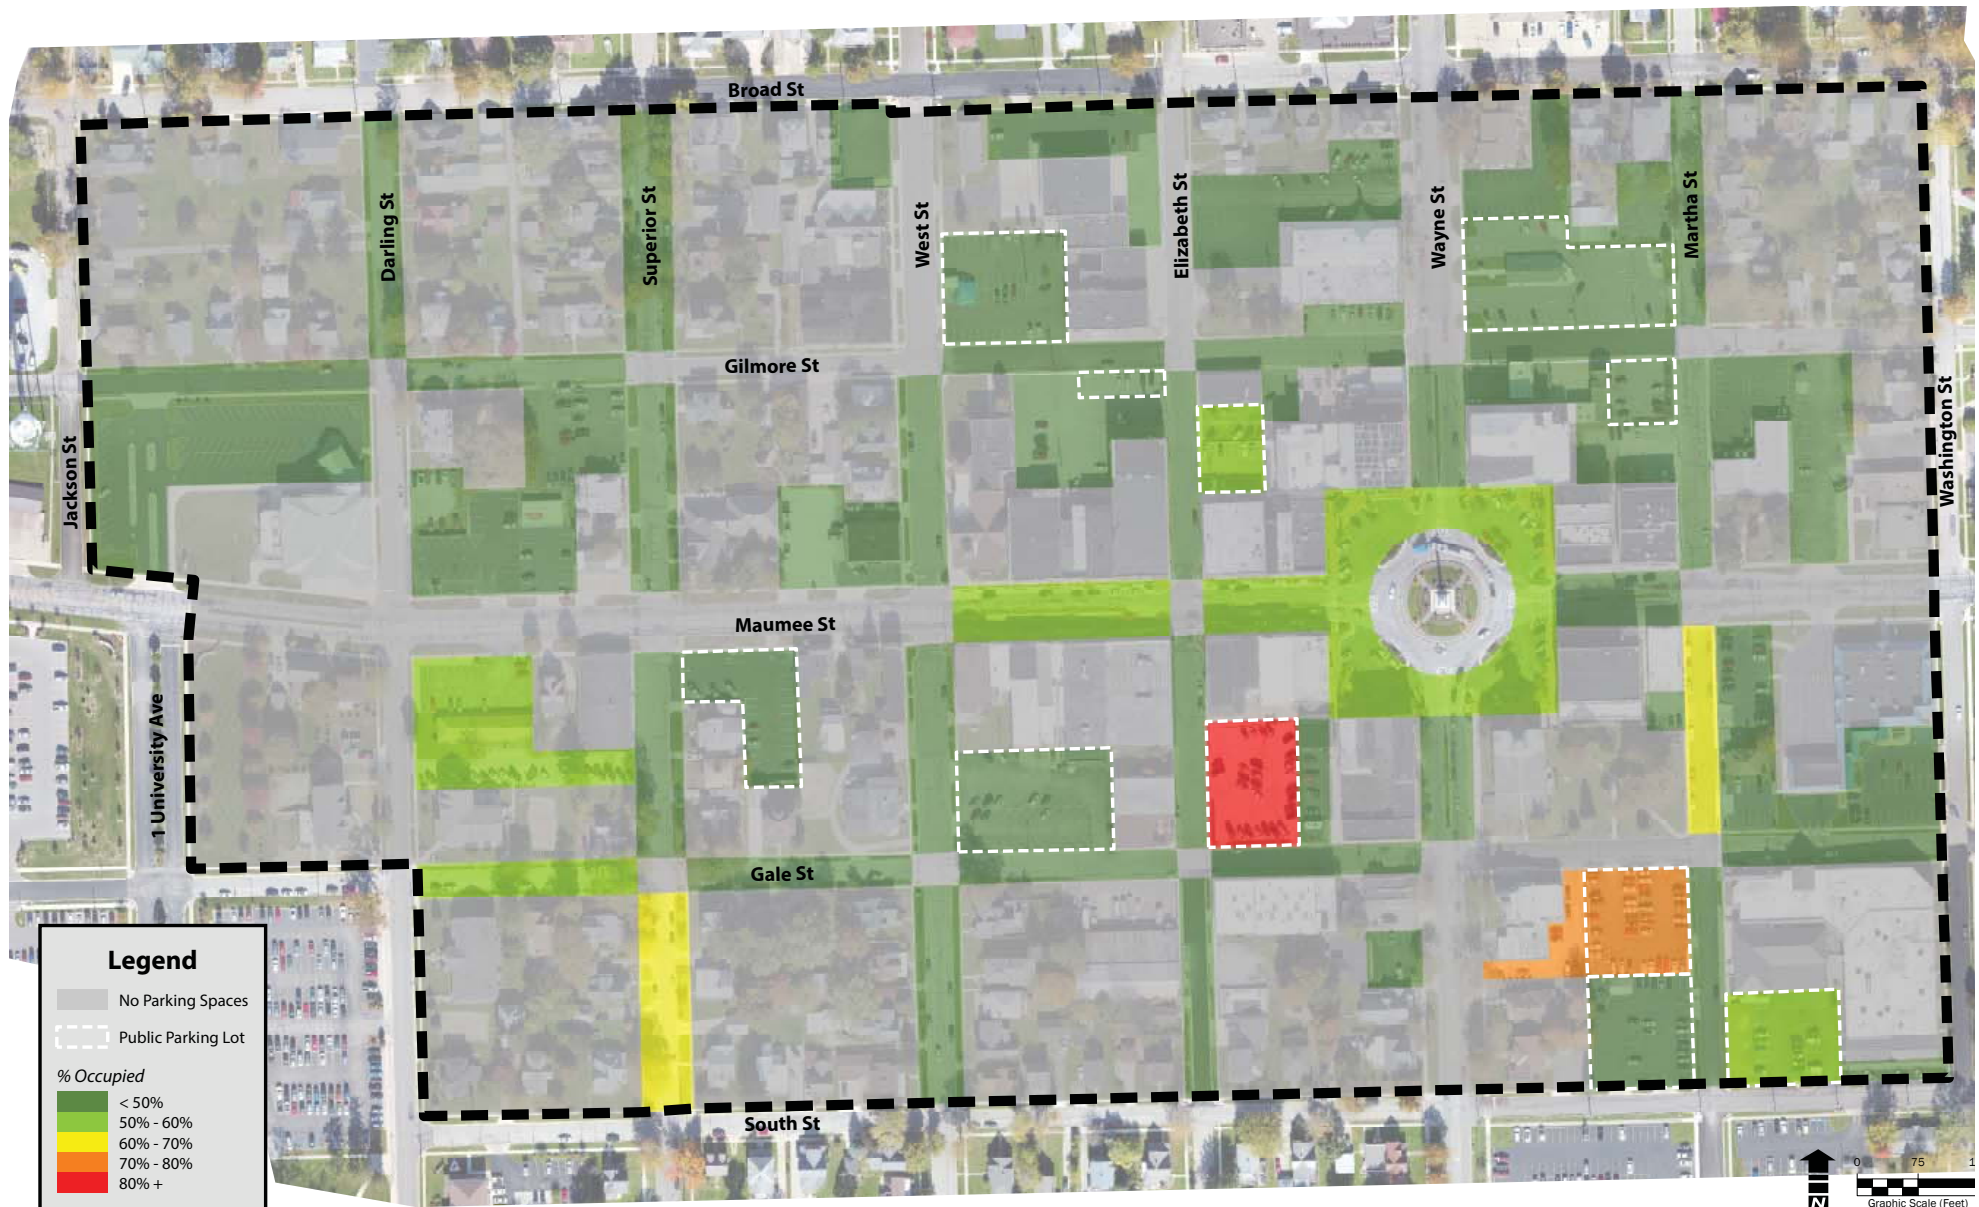 Broad St
Darling St
Superior St
West St
Elizabeth St
Wayne St
Martha St
Gilmore St
Jackson St
Washington St
Maumee St
1 University Ave
Gale St
South St
Legend
No Parking Spaces
Public Parking Lot
% Occupied
< 50%
50% - 60%
60% - 70%
70% - 80%
80% +
N
0 75 1
Graphic Scale (Feet)